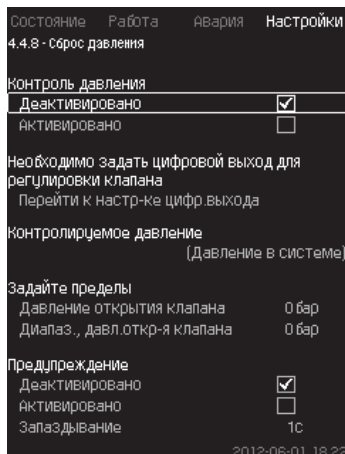 Состояние Работа Авария Настройки
4.4.8 - Сброс давления
Контроль давления
Деактивировано
Активировано
Необходимо задать цифровой выход для
регулировки клапана
Перейти к настр-ке цифр.выхода
Контролируемое давление
(Давление в системе)
Задайте пределы
Давление открытия клапана 0 бар
Диапаз., давл.откр-я клапана 0 бар
Предупреждение
Деактивировано
Активировано
Запаздывание 1с
2012-06-01 18:22